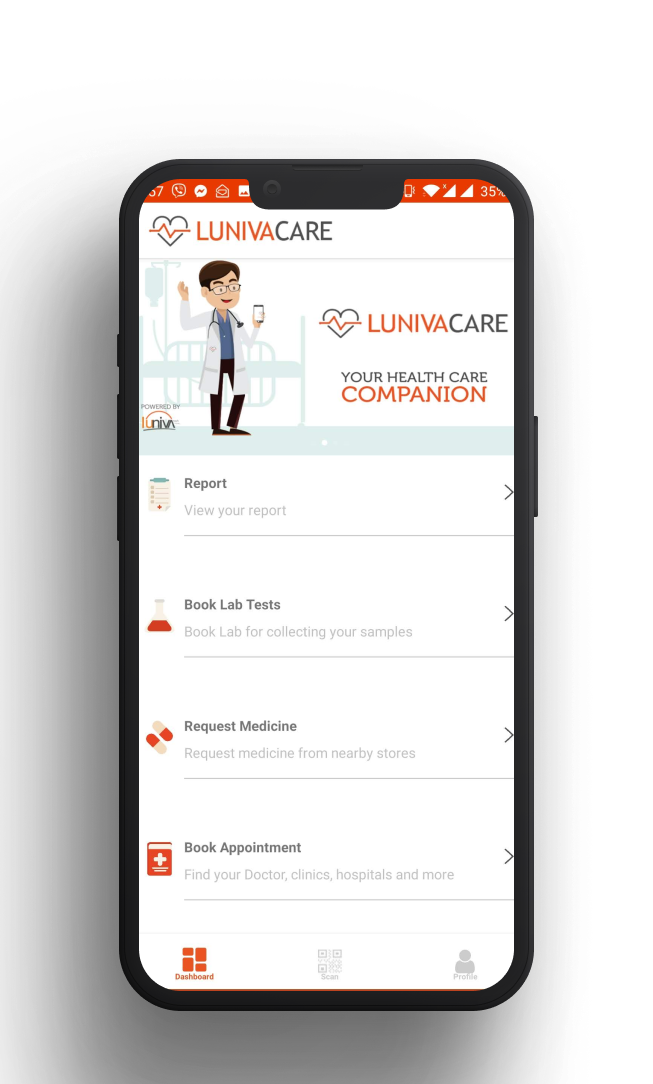 35%
LUNIVACARE
LUNIVACARE
YOUR HEALTH CARE
COMPANION
POWERED BY
luniva
Report
View your report
Book Lab Tests
Book Lab for collecting your samples
Request Medicine
Request medicine from nearby stores
Book Appointment
Find your Doctor, clinics, hospitals and more
Dashboard
Scan
Profile